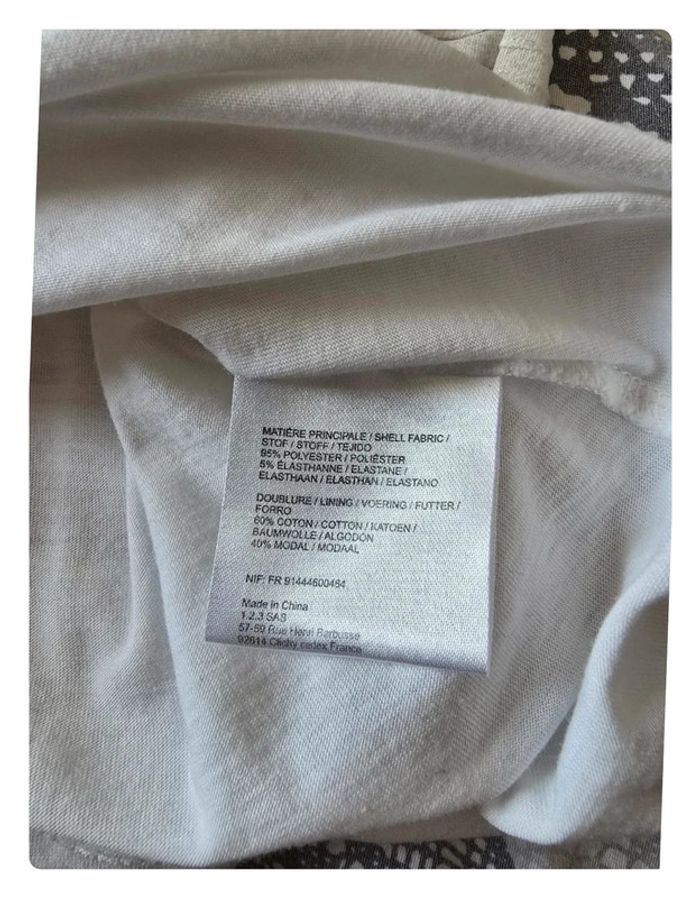 MATIÈRE PRINCIPALE / SHELL FABRIC /
STOF / STOFF / TEJIDO
95% POLYESTER / POLIÉSTER
5% ÉLASTHANNE / ELASTANE /
ELASTHAAN / ELASTHAN / ELASTANO
DOUBLURE / LINING / VOERING / FUTTER /
FORRO
60% COTON / COTTON / KATOEN /
BAUMWOLLE / ALGODÓN
40% MODAL / MODAAL
NIF: FR 91444600464
Made in China
1.2.3 SAS
57-59 Rue Henri Barbusse
92614 Clichy cedex France